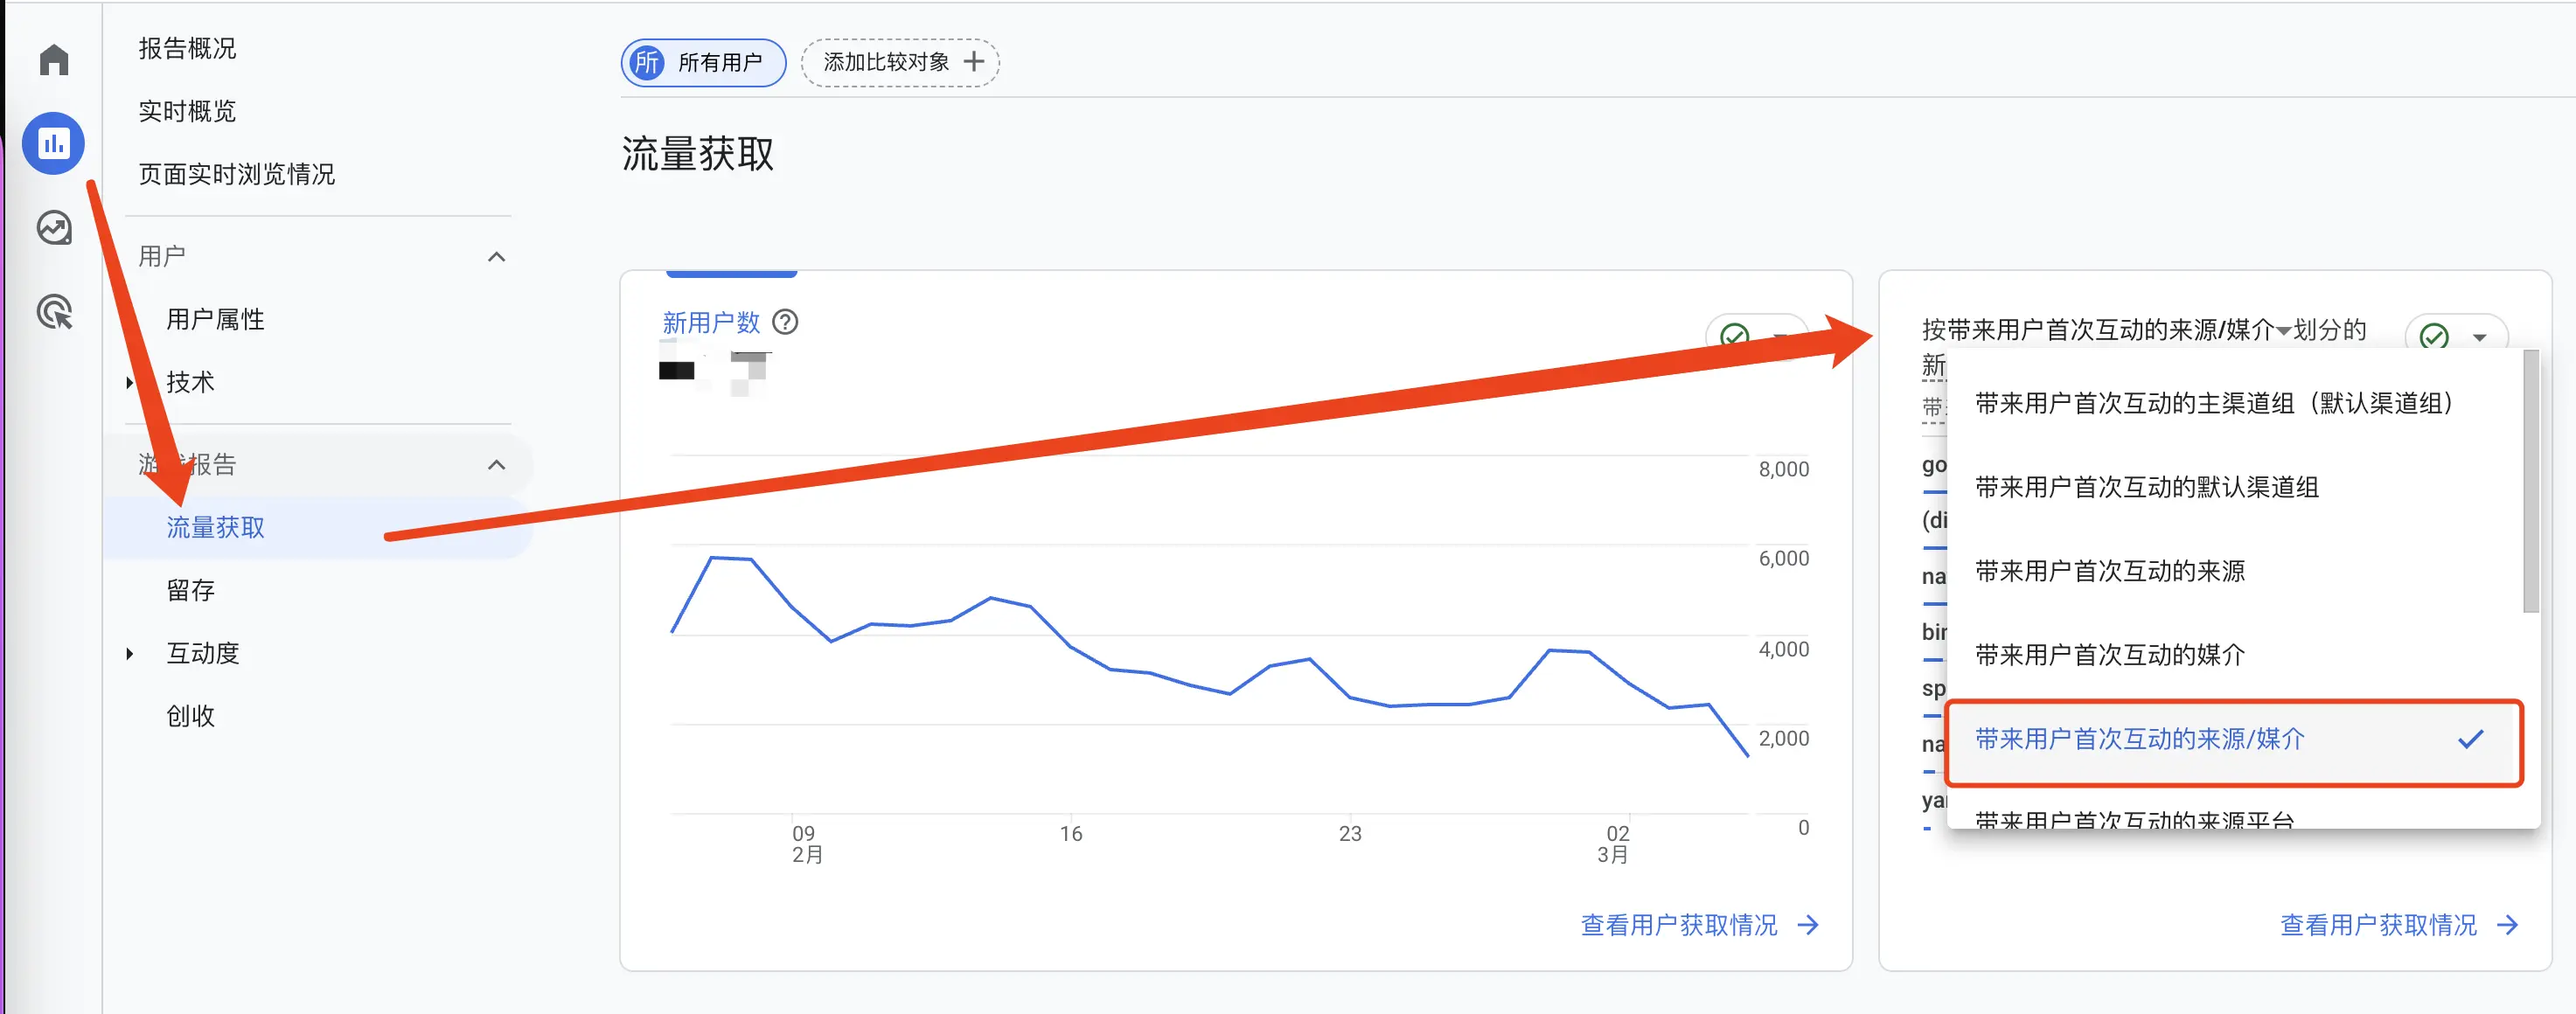 报告概况
实时概览
页面实时浏览情况
用户
用户属性
技术
报告
流量获取
留存
互动度
创收
所 所有用户
添加比较对象
流量获取
新用户数
8,000
6,000
4,000
2,000
0
09
2月
16
23
02
3月
查看用户获取情况
按带来用户首次互动的来源/媒介 划分的
新
带来用户首次互动的主渠道组（默认渠道组）
带来用户首次互动的默认渠道组
带来用户首次互动的来源
带来用户首次互动的媒介
带来用户首次互动的来源/媒介
带来用户首次互动的来源平台
go
(di
na
bin
sp
na
yal
查看用户获取情况